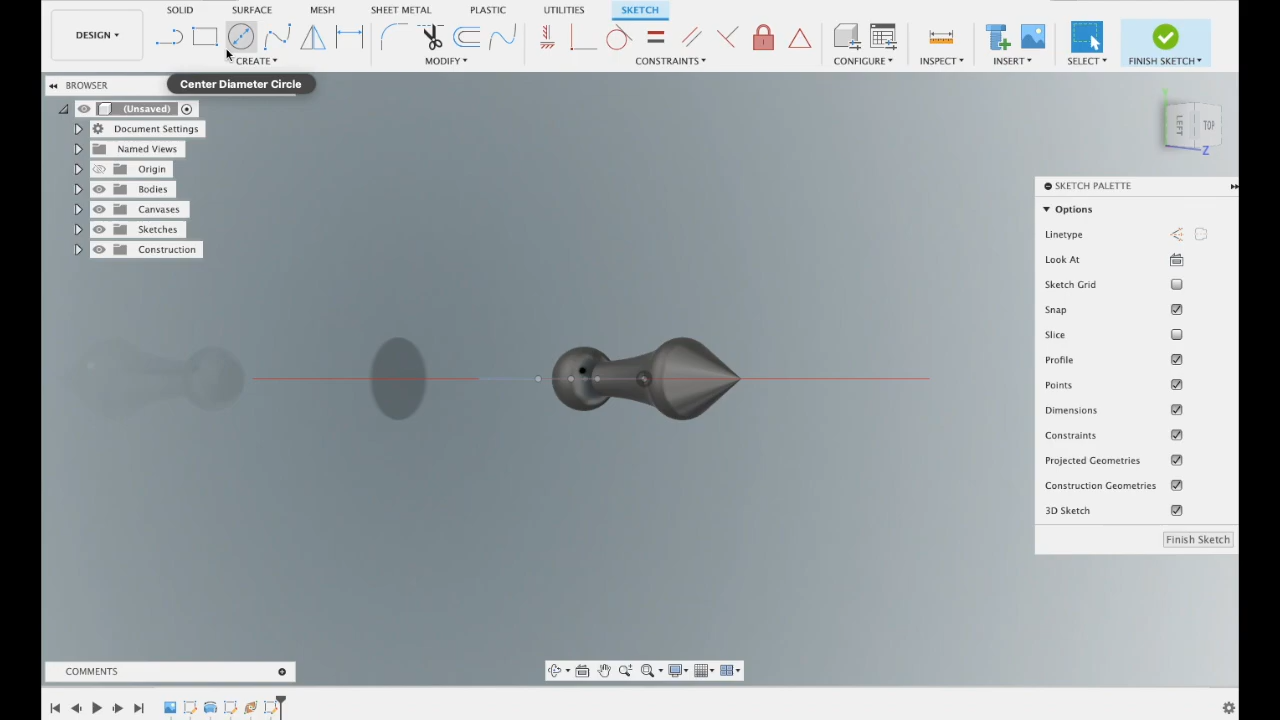 SOLID SURFACE MESH SHEET METAL PLASTIC UTILITIES SKETCH
DESIGN
CREATE MODIFY CONSTRAINTS CONFIGURE INSPECT INSERT SELECT FINISH SKETCH
BROWSER
Center Diameter Circle
(Unsaved)
Document Settings
Named Views
Origin
Bodies
Canvases
Sketches
Construction
LEFT
TOP
Z
SKETCH PALETTE
Options
Linetype
Look At
Sketch Grid
Snap
Slice
Profile
Points
Dimensions
Constraints
Projected Geometries
Construction Geometries
3D Sketch
Finish Sketch
COMMENTS